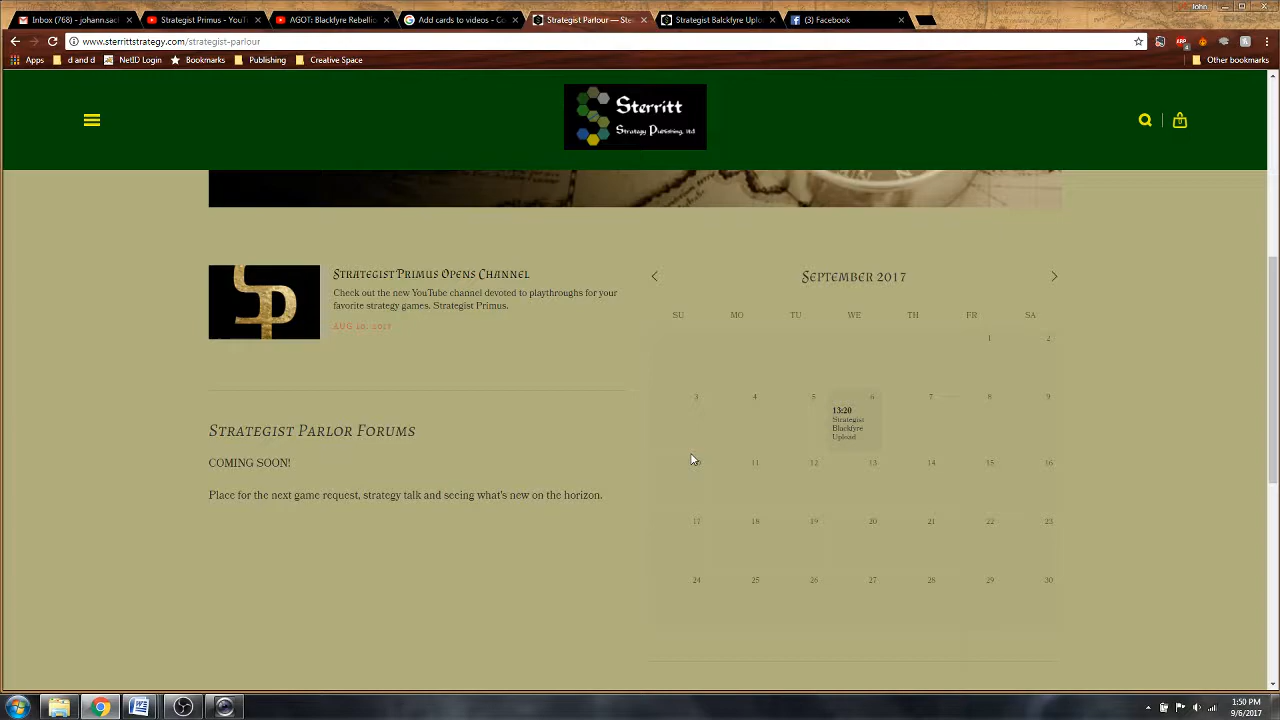 John
Inbox (768) - johann.sacl
Strategist Primus - YouT
AGOT: Blackfyre Rebellio
Add cards to videos - Co
Strategist Parlour — Ste
Strategist Balckfyre Uplo
(3) Facebook
www.sterrittstrategy.com/strategist-parlour
Apps
d and d
NetID Login
Bookmarks
Publishing
Creative Space
Other bookmarks
Sterritt
Strategy Publishing, ltd
0
Strategist Primus Opens Channel
Check out the new YouTube channel devoted to playthroughs for your
favorite strategy games. Strategist Primus.
AUG 10, 2017
Strategist Parlor Forums
COMING SOON!
Place for the next game request, strategy talk and seeing what's new on the horizon.
September 2017
SU MO TU WE TH FR SA
1 2
3 4 5 6 7 8 9
13:20
Strategist
Blackfyre
Upload
10 11 12 13 14 15 16
17 18 19 20 21 22 23
24 25 26 27 28 29 30
1:50 PM
9/6/2017